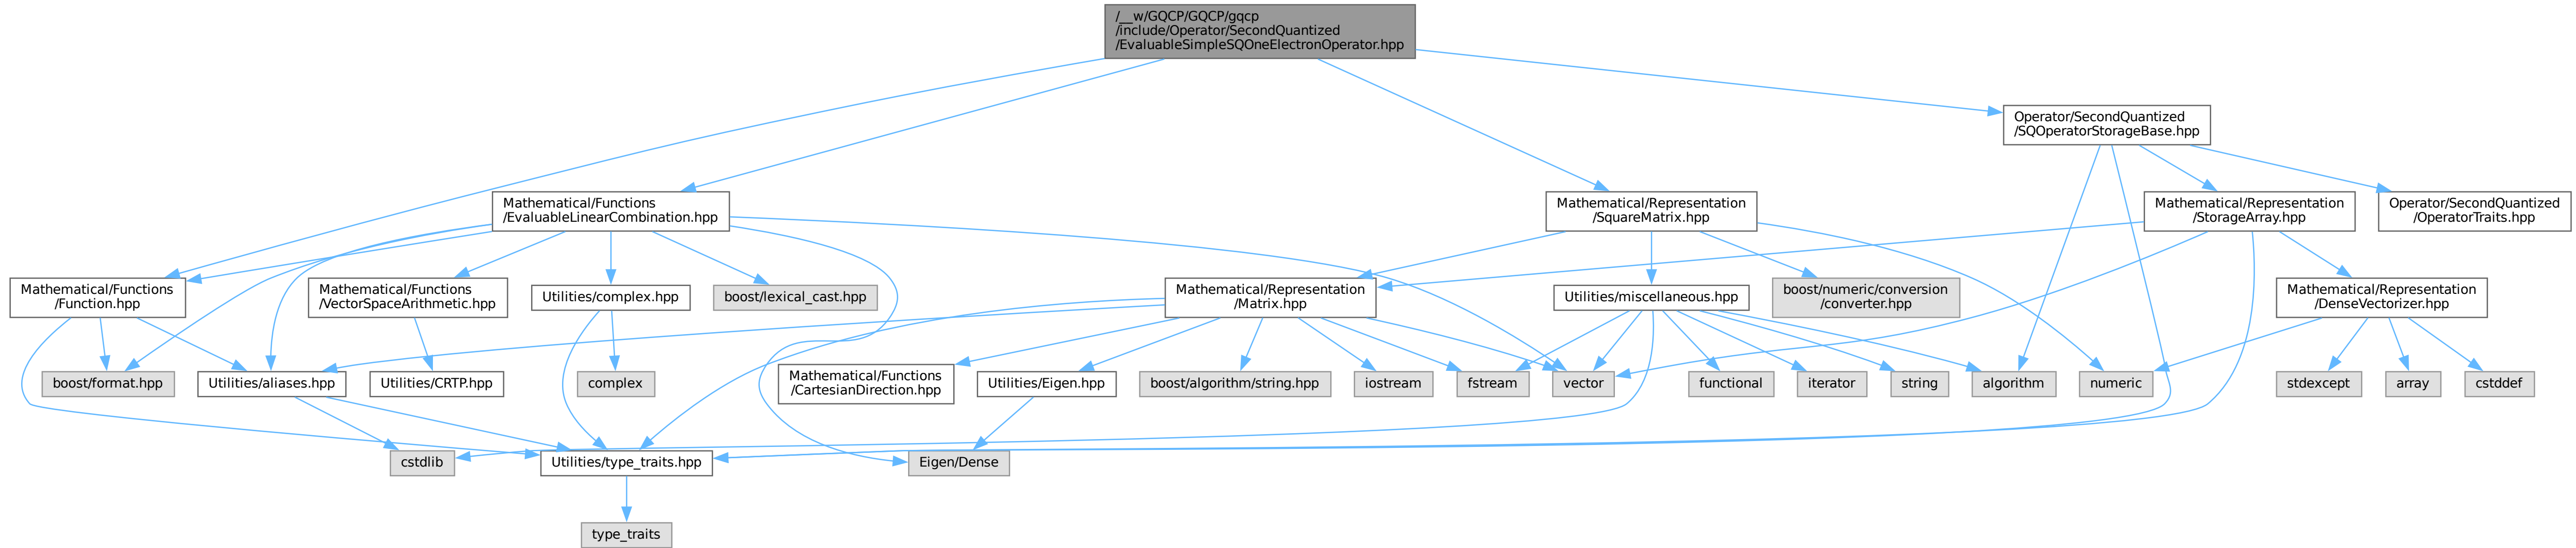 /__w/GQCP/GQCP/gqcp
/include/Operator/SecondQuantized
/EvaluableSimpleSQOneElectronOperator.hpp
Operator/SecondQuantized
/SQOperatorStorageBase.hpp
Mathematical/Functions
/EvaluableLinearCombination.hpp
Mathematical/Representation
/SquareMatrix.hpp
Mathematical/Representation
/StorageArray.hpp
Operator/SecondQuantized
/OperatorTraits.hpp
Mathematical/Functions
/Function.hpp
Mathematical/Functions
/VectorSpaceArithmetic.hpp
Utilities/complex.hpp
boost/lexical_cast.hpp
Mathematical/Representation
/Matrix.hpp
Utilities/miscellaneous.hpp
boost/numeric/conversion
/converter.hpp
Mathematical/Representation
/DenseVectorizer.hpp
boost/format.hpp
Utilities/aliases.hpp
Utilities/CRTP.hpp
complex
Mathematical/Functions
/CartesianDirection.hpp
Utilities/Eigen.hpp
boost/algorithm/string.hpp
iostream
fstream
vector
functional
iterator
string
algorithm
numeric
stdexcept
array
cstddef
cstdlib
Utilities/type_traits.hpp
Eigen/Dense
type_traits